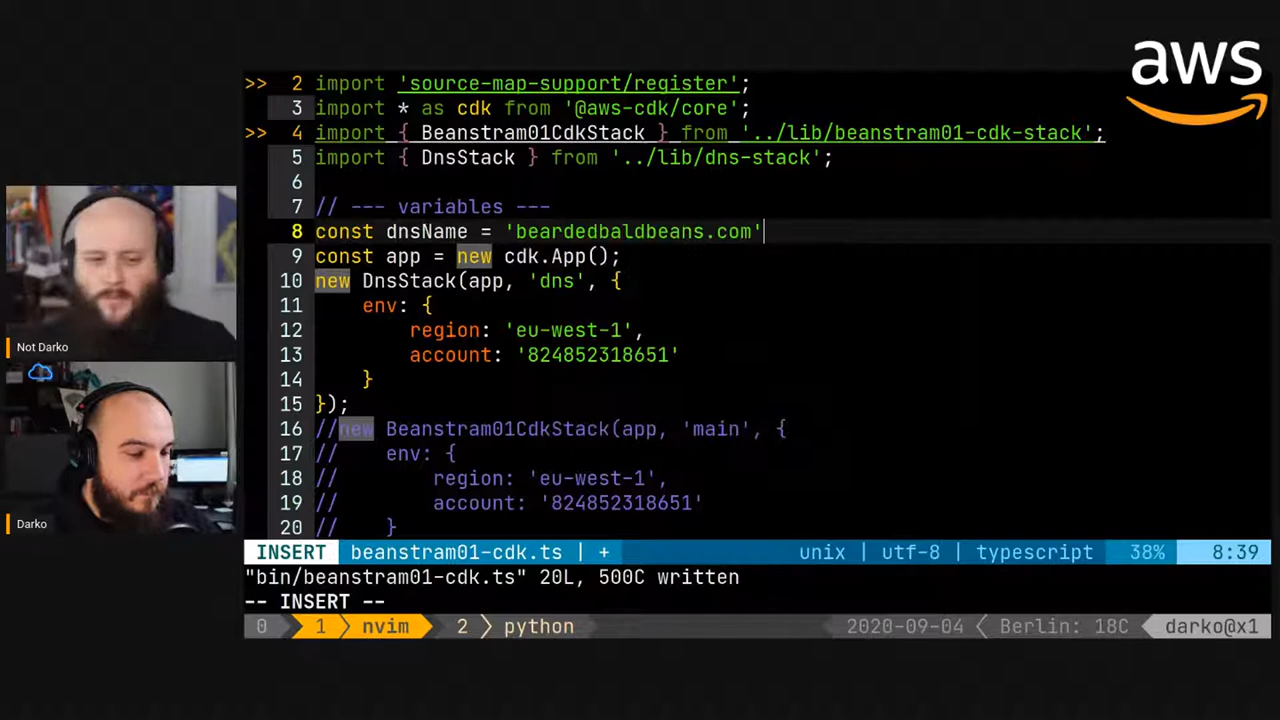 aws
>> 2 import 'source-map-support/register';
3 import * as cdk from '@aws-cdk/core';
>> 4 import { Beanstram01CdkStack } from '../lib/beanstram01-cdk-stack';
5 import { DnsStack } from '../lib/dns-stack';
6
7 // --- variables ---
8 const dnsName = 'beardedbaldbeans.com'
9 const app = new cdk.App();
10 new DnsStack(app, 'dns', {
11 env: {
12 region: 'eu-west-1',
13 account: '824852318651'
14 }
15 });
16 //new Beanstram01CdkStack(app, 'main', {
17 // env: {
18 // region: 'eu-west-1',
19 // account: '824852318651'
20 // }
Not Darko
Darko
INSERT beanstram01-cdk.ts | + unix | utf-8 | typescript 38% 8:39
"bin/beanstram01-cdk.ts" 20L, 500C written
-- INSERT --
0 1 nvim 2 python 2020-09-04 Berlin: 18C darko@x1